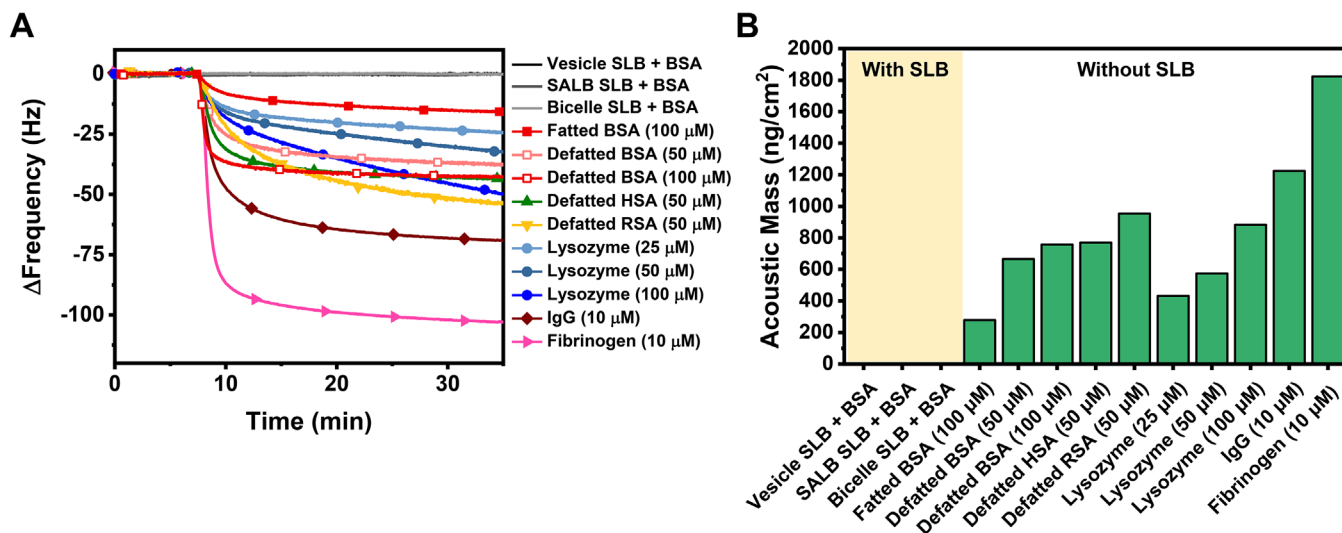 A
ΔFrequency (Hz)
0
-25
-50
-75
-100
0
10
20
30
Time (min)
Vesicle SLB + BSA
SALB SLB + BSA
Bicelle SLB + BSA
Fatted BSA (100 μM)
Defatted BSA (50 μM)
Defatted BSA (100 μM)
Defatted HSA (50 μM)
Defatted RSA (50 μM)
Lysozyme (25 μM)
Lysozyme (50 μM)
Lysozyme (100 μM)
IgG (10 μM)
Fibrinogen (10 μM)
B
Acoustic Mass (ng/cm²)
2000
1800
1600
1400
1200
1000
800
600
400
200
0
With SLB
Without SLB
Vesicle SLB + BSA
SALB SLB + BSA
Bicelle SLB + BSA
Fatted BSA (100 μM)
Defatted BSA (50 μM)
Defatted BSA (100 μM)
Defatted HSA (50 μM)
Defatted RSA (50 μM)
Lysozyme (25 μM)
Lysozyme (50 μM)
Lysozyme (100 μM)
IgG (10 μM)
Fibrinogen (10 μM)